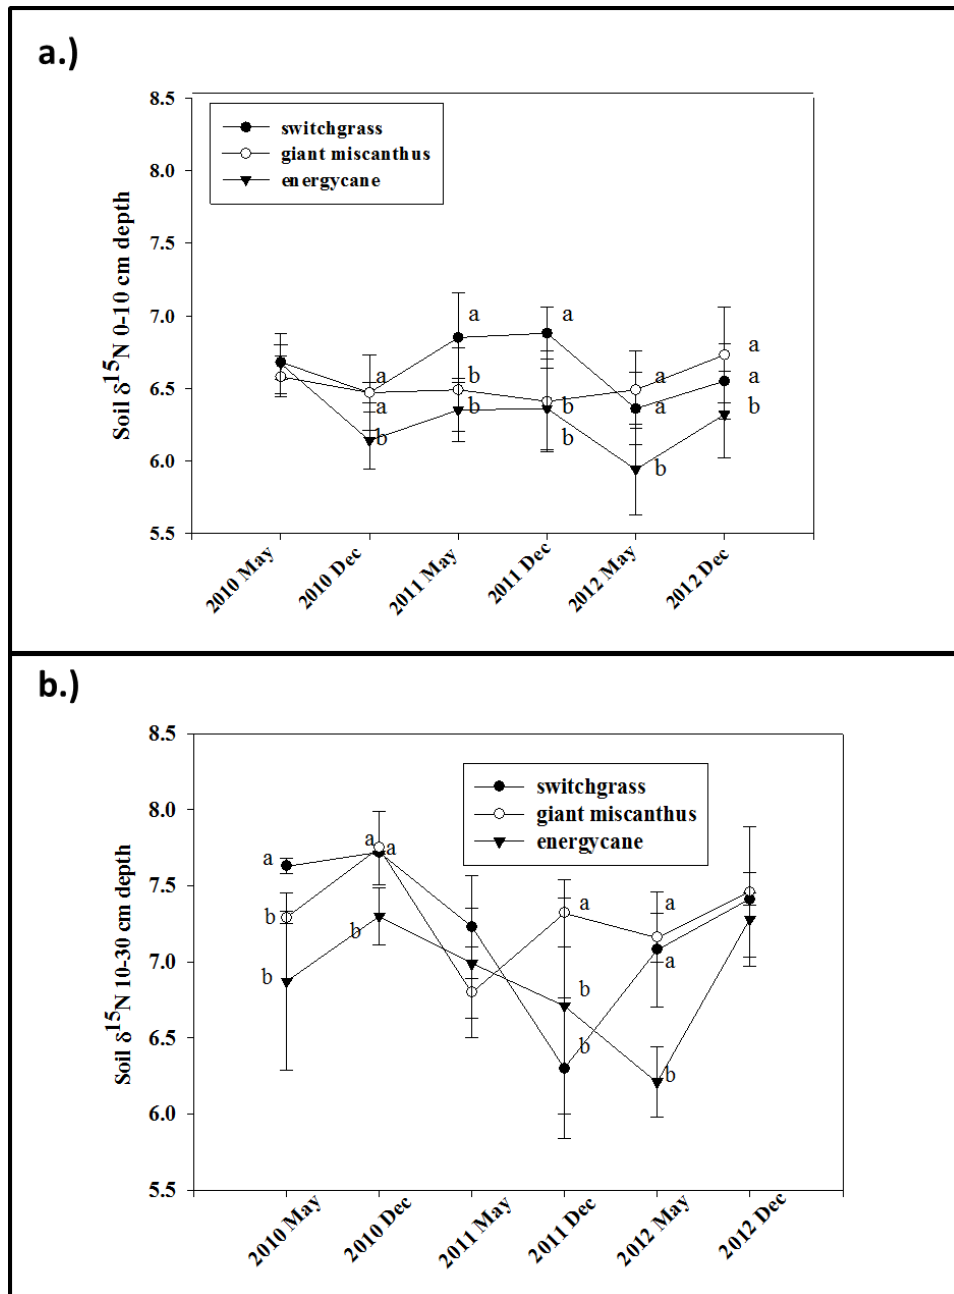 a.)
8.5
8.0
7.5
7.0
6.5
6.0
5.5
Soil δ15N 0-10 cm depth
switchgrass
giant miscanthus
energycane
a
a
b
a
b
b
a
b
b
a
a
b
a
a
b
2010 May
2010 Dec
2011 May
2011 Dec
2012 May
2012 Dec
b.)
8.5
8.0
7.5
7.0
6.5
6.0
5.5
Soil δ15N 10-30 cm depth
switchgrass
giant miscanthus
energycane
a
b
b
a
a
b
a
b
b
a
a
b
2010 May
2010 Dec
2011 May
2011 Dec
2012 May
2012 Dec